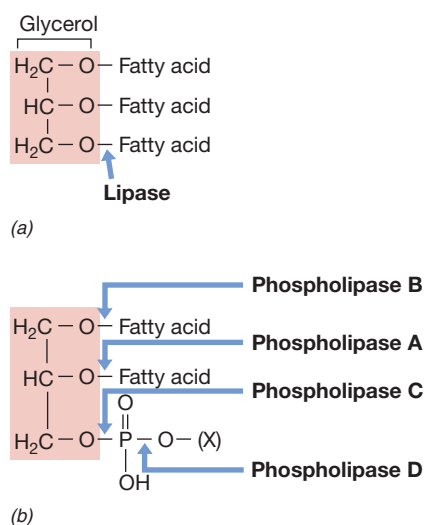 Glycerol
H₂C – O – Fatty acid
HC – O – Fatty acid
H₂C – O – Fatty acid
Lipase
(a)
Phospholipase B
H₂C – O – Fatty acid
Phospholipase A
HC – O – Fatty acid
Phospholipase C
O
H₂C – O – P – O – (X)
Phospholipase D
OH
(b)